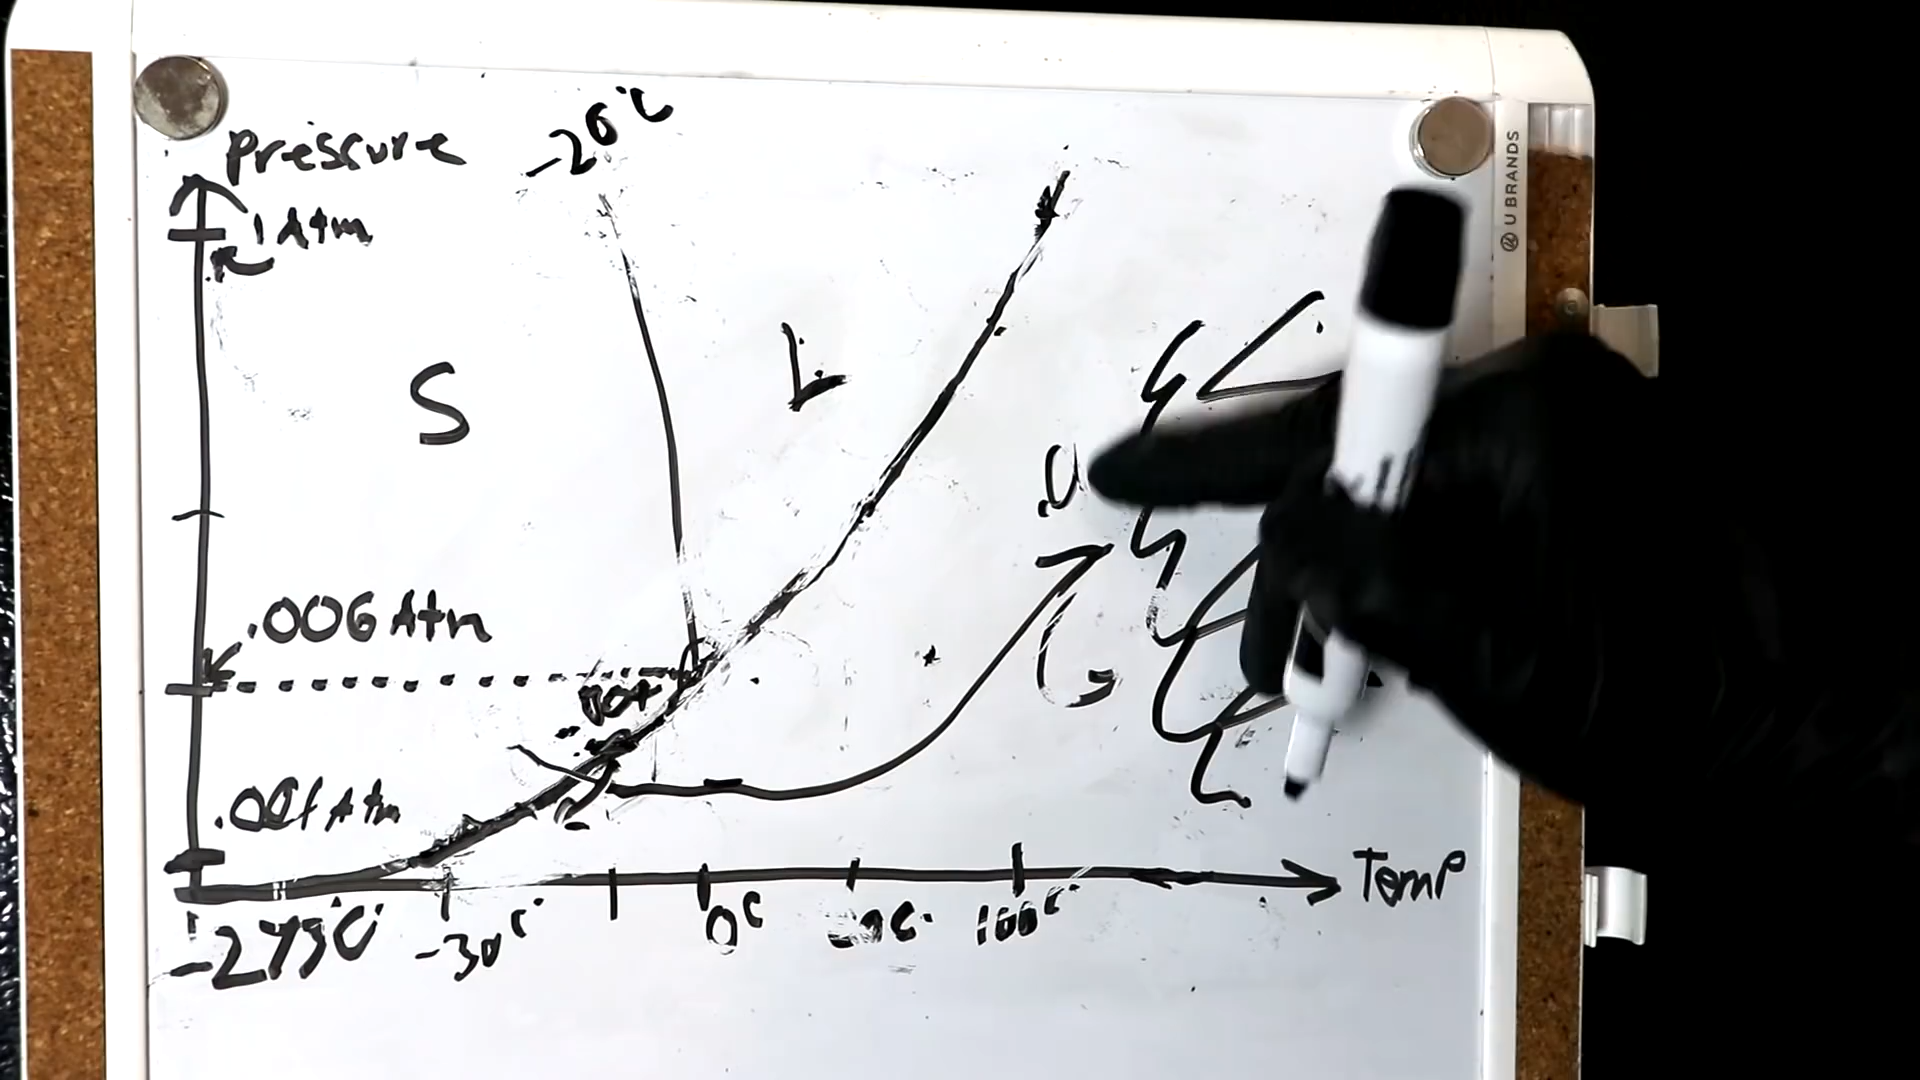 -20°C
Pressure
1 Atm
S
L
.006 Atm
.001 Atm
-273°C
-30°C
0°C
100°C
Temp
U BRANDS